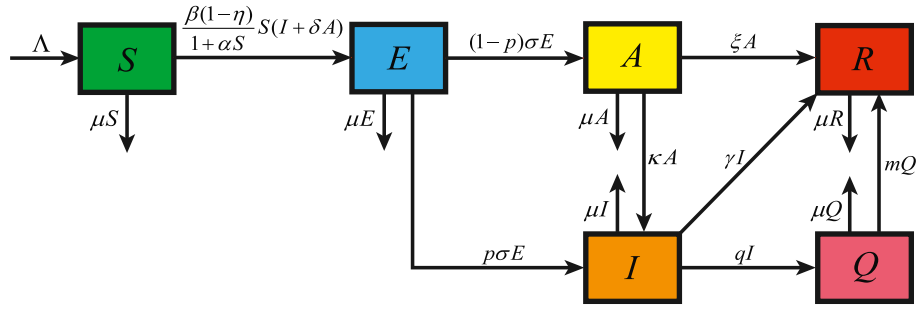 Λ
S
β(1−η)/(1+αS) S(I+δA)
E
(1−p)σE
A
ξA
R
μS
μE
μA
κA
γI
μR
mQ
μI
μQ
pσE
I
qI
Q